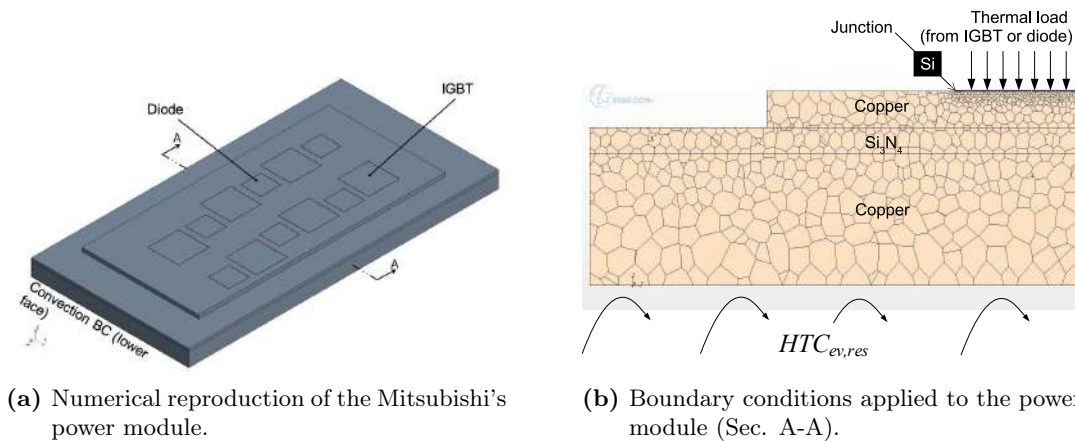 Diode
IGBT
A
A
Convection BC (lower
face)
Junction
Thermal load
(from IGBT or diode)
Si
Copper
Si₃N₄
Copper
HTCev,res
(a) Numerical reproduction of the Mitsubishi's
power module.
(b) Boundary conditions applied to the power
module (Sec. A-A).